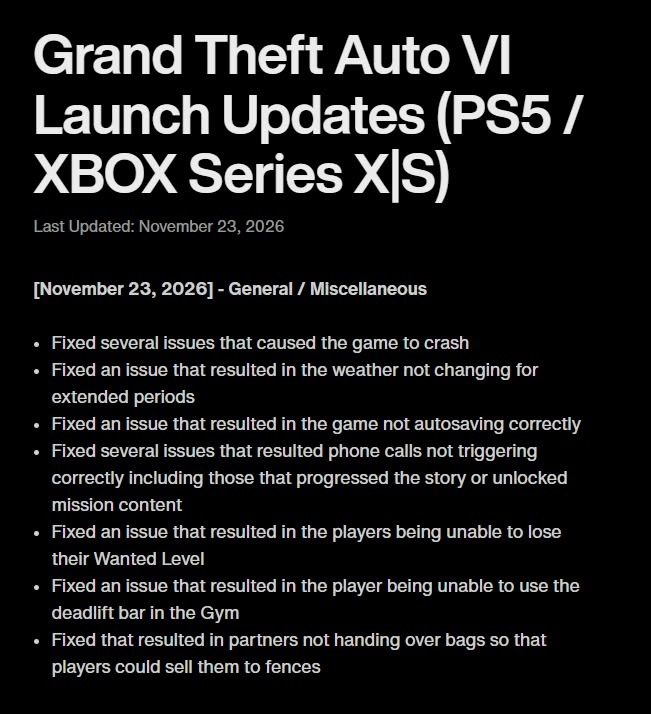 Grand Theft Auto VI
Launch Updates (PS5 /
XBOX Series X|S)
Last Updated: November 23, 2026
[November 23, 2026] - General / Miscellaneous
• Fixed several issues that caused the game to crash
• Fixed an issue that resulted in the weather not changing for
extended periods
• Fixed an issue that resulted in the game not autosaving correctly
• Fixed several issues that resulted phone calls not triggering
correctly including those that progressed the story or unlocked
mission content
• Fixed an issue that resulted in the players being unable to lose
their Wanted Level
• Fixed an issue that resulted in the player being unable to use the
deadlift bar in the Gym
• Fixed that resulted in partners not handing over bags so that
players could sell them to fences